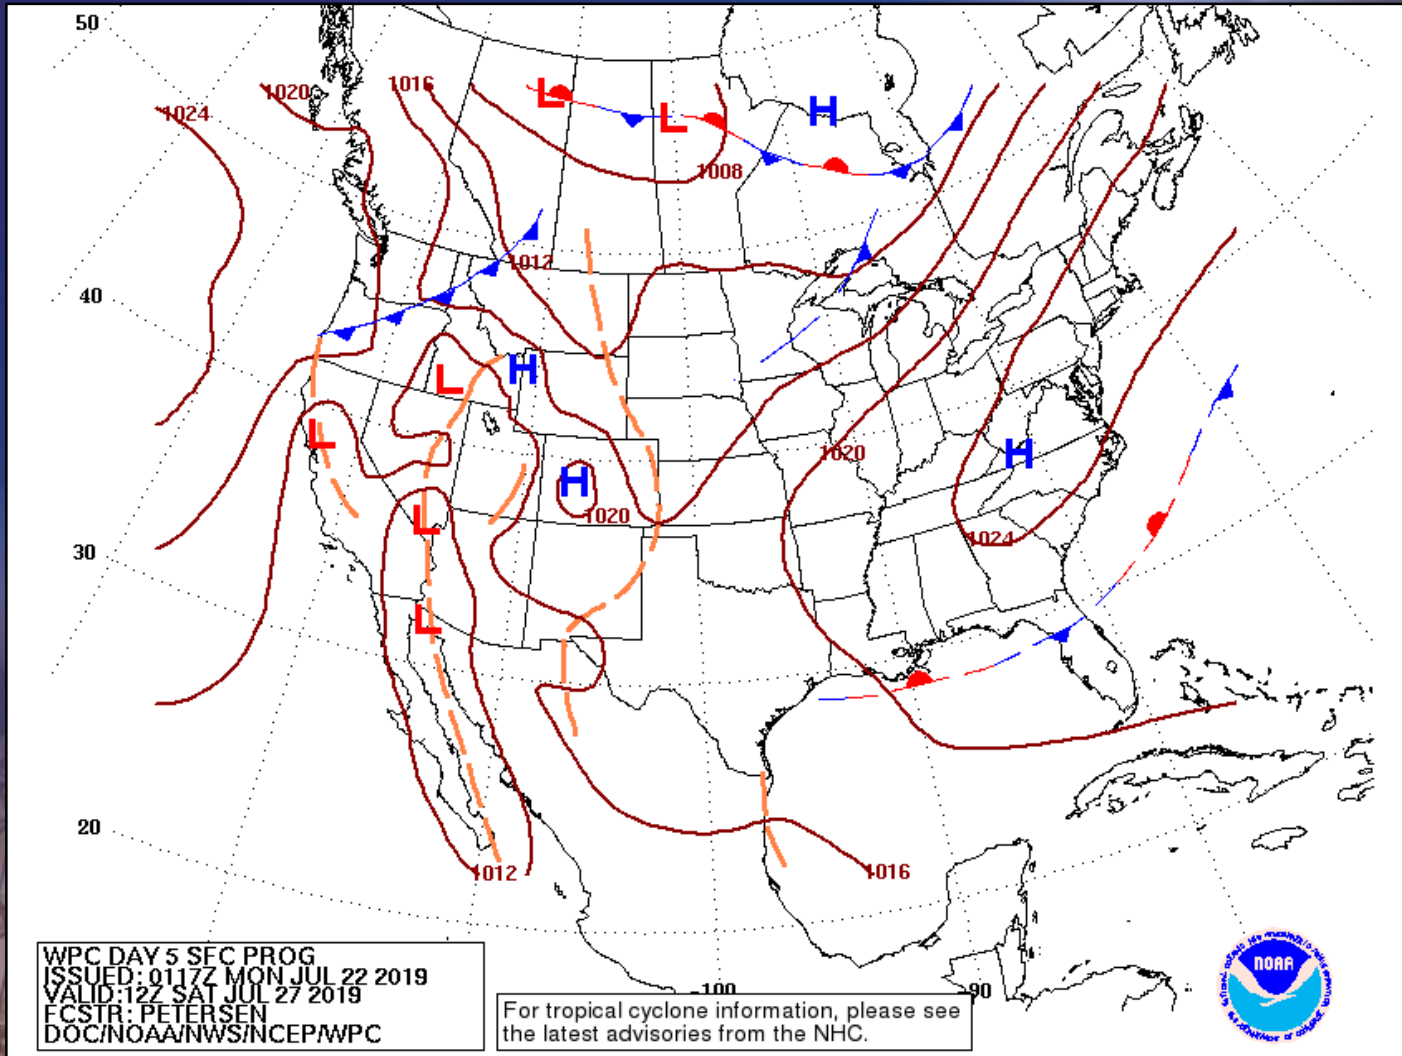 50
1016
1020
1024
L
L
H
1008
1012
40
H
L
L
1020
H
H
1020
L
1024
30
L
20
1012
1016
WPC DAY 5 SFC PROG
ISSUED: 0117Z MON JUL 22 2019
VALID:12Z SAT JUL 27 2019
FCSTR: PETERSEN
DOC/NOAA/NWS/NCEP/WPC
-100
-90
For tropical cyclone information, please see
the latest advisories from the NHC.
NOAA